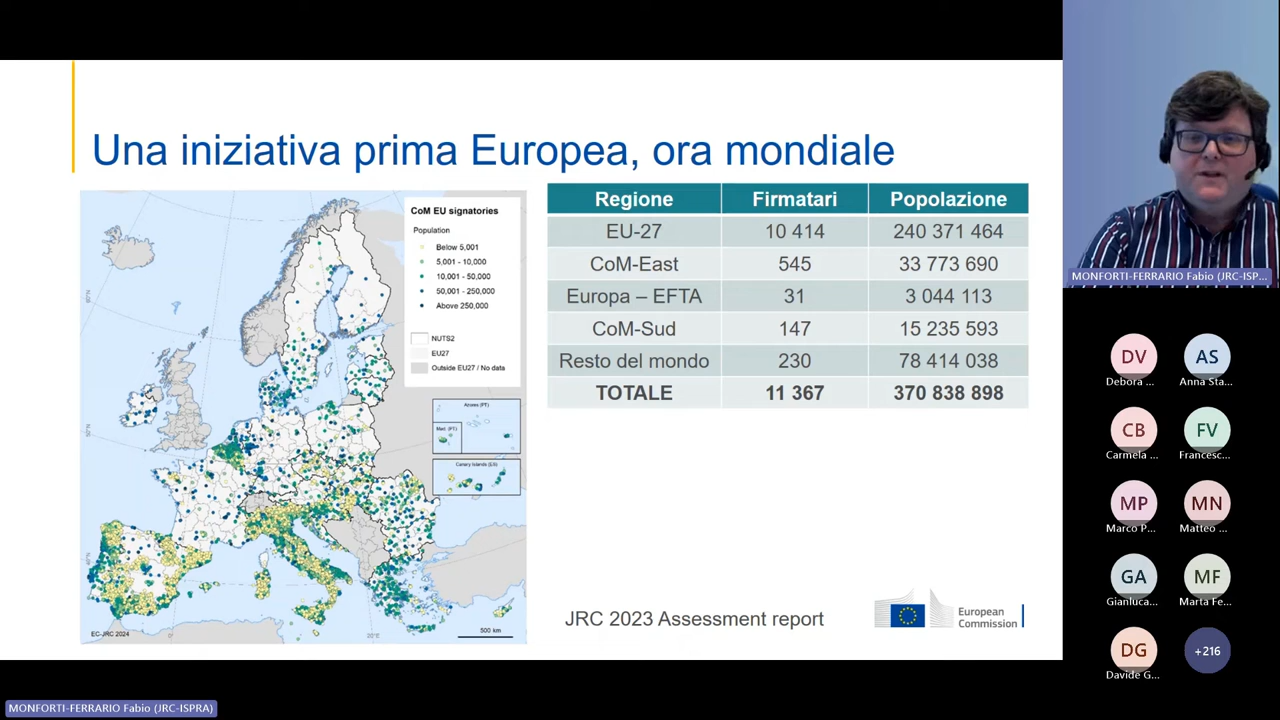 Una iniziativa prima Europea, ora mondiale
CoM EU signatories
Population
Below 5,001
5,001 - 10,000
10,001 - 50,000
50,001 - 250,000
Above 250,000
NUTS2
EU27
Outside EU27 / No data
Azores (PT)
Mad. (PT)
Canary Islands (ES)
EC-JRC 2024
0°
20°E
500 km
Regione Firmatari Popolazione
EU-27 10 414 240 371 464
CoM-East 545 33 773 690
Europa – EFTA 31 3 044 113
CoM-Sud 147 15 235 593
Resto del mondo 230 78 414 038
TOTALE 11 367 370 838 898
JRC 2023 Assessment report
European
Commission
MONFORTI-FERRARIO Fabio (JRC-ISP...
DV AS
Debora ... Anna Sta...
CB FV
Carmela ... Francesc...
MP MN
Marco P... Matteo ...
GA MF
Gianluca... Marta Fe...
DG +216
Davide G...
MONFORTI-FERRARIO Fabio (JRC-ISPRA)